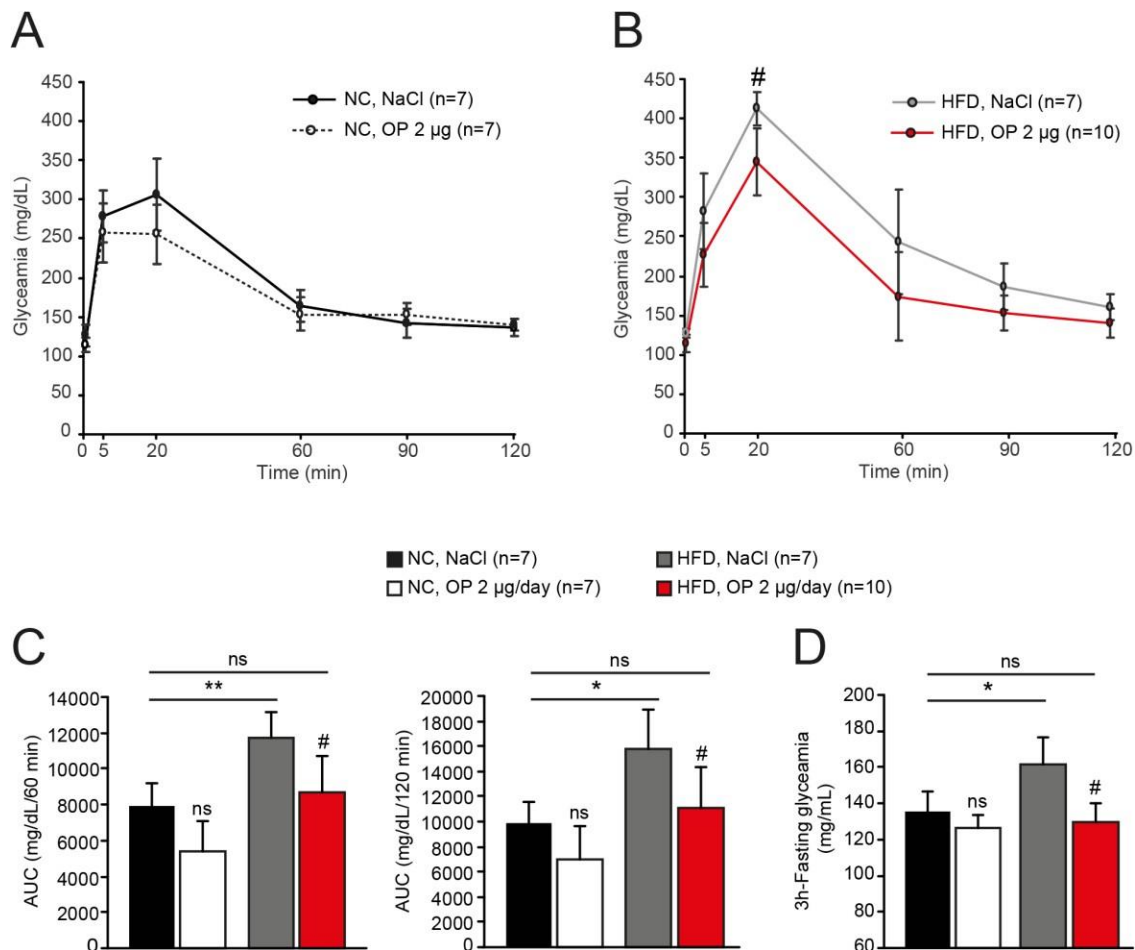 A
450
400
350
300
250
200
150
100
50
0
Glyceamia (mg/dL)
NC, NaCl (n=7)
NC, OP 2 µg (n=7)
0 5 20 60 90 120
Time (min)
B
#
450
400
350
300
250
200
150
100
50
0
Glyceamia (mg/dL)
HFD, NaCl (n=7)
HFD, OP 2 µg (n=10)
0 5 20 60 90 120
Time (min)
NC, NaCl (n=7) HFD, NaCl (n=7)
NC, OP 2 µg/day (n=7) HFD, OP 2 µg/day (n=10)
C
ns
**
14000
12000
10000
8000
6000
4000
2000
0
AUC (mg/dL/60 min)
ns
#
ns
*
20000
18000
16000
14000
12000
10000
8000
6000
4000
2000
0
AUC (mg/dL/120 min)
ns
#
D
ns
*
200
180
160
140
120
100
80
60
3h-Fasting glyceamia
(mg/mL)
ns
#